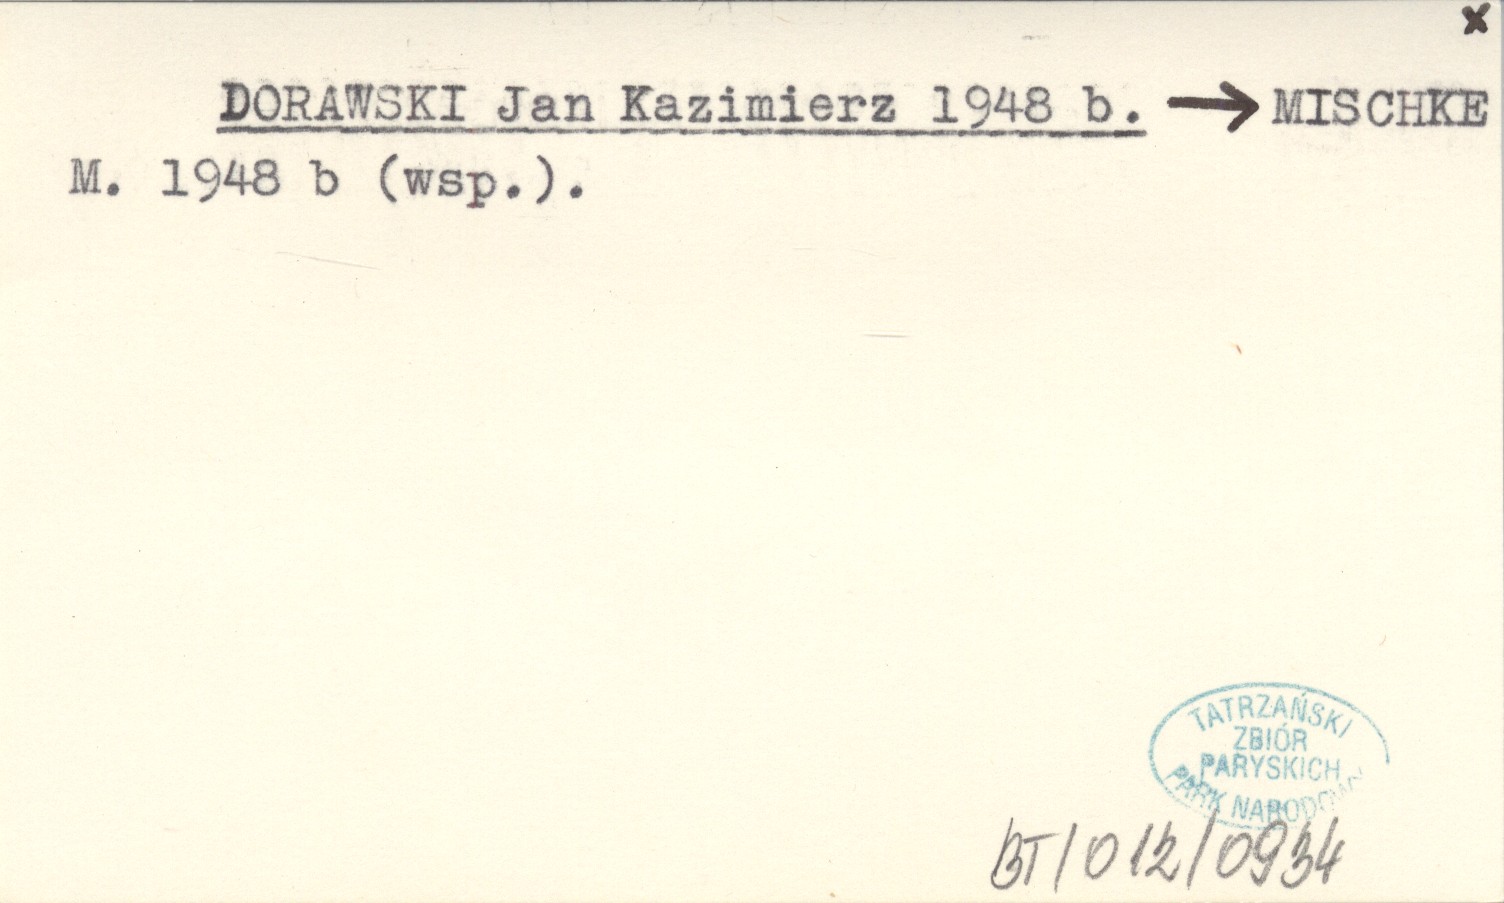 x
DORAWSKI Jan Kazimierz 1948 b. → MISCHKE
M. 1948 b (wsp.).
TATRZAŃSKI
ZBIÓR
PARYSKICH
PARK NARODOWY
BT/012/0934